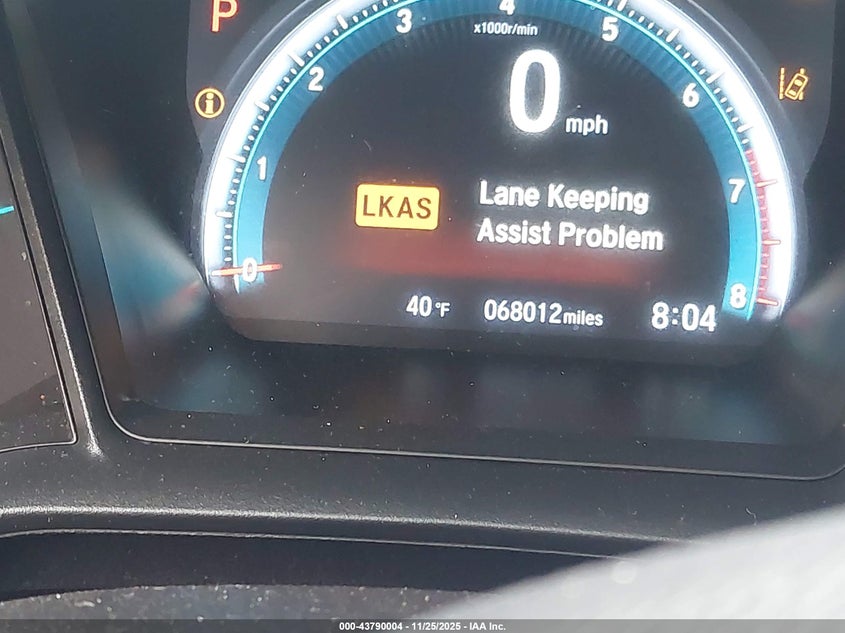 P
0 1 2 3 4 5 6 7 8
x1000r/min
0 mph
LKAS
Lane Keeping
Assist Problem
40°F 068012miles 8:04
000-43790004 - 11/25/2025 - IAA Inc.